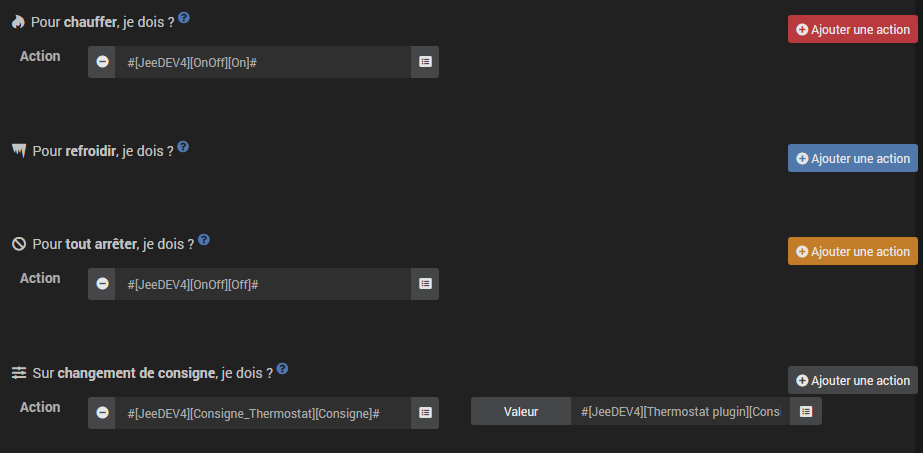 Pour chauffer, je dois ? ?
Ajouter une action
Action #[JeeDEV4][OnOff][On]#
Pour refroidir, je dois ? ?
Ajouter une action
Pour tout arrêter, je dois ? ?
Ajouter une action
Action #[JeeDEV4][OnOff][Off]#
Sur changement de consigne, je dois ? ?
Ajouter une action
Action #[JeeDEV4][Consigne_Thermostat][Consigne]# Valeur #[JeeDEV4][Thermostat plugin][Consi